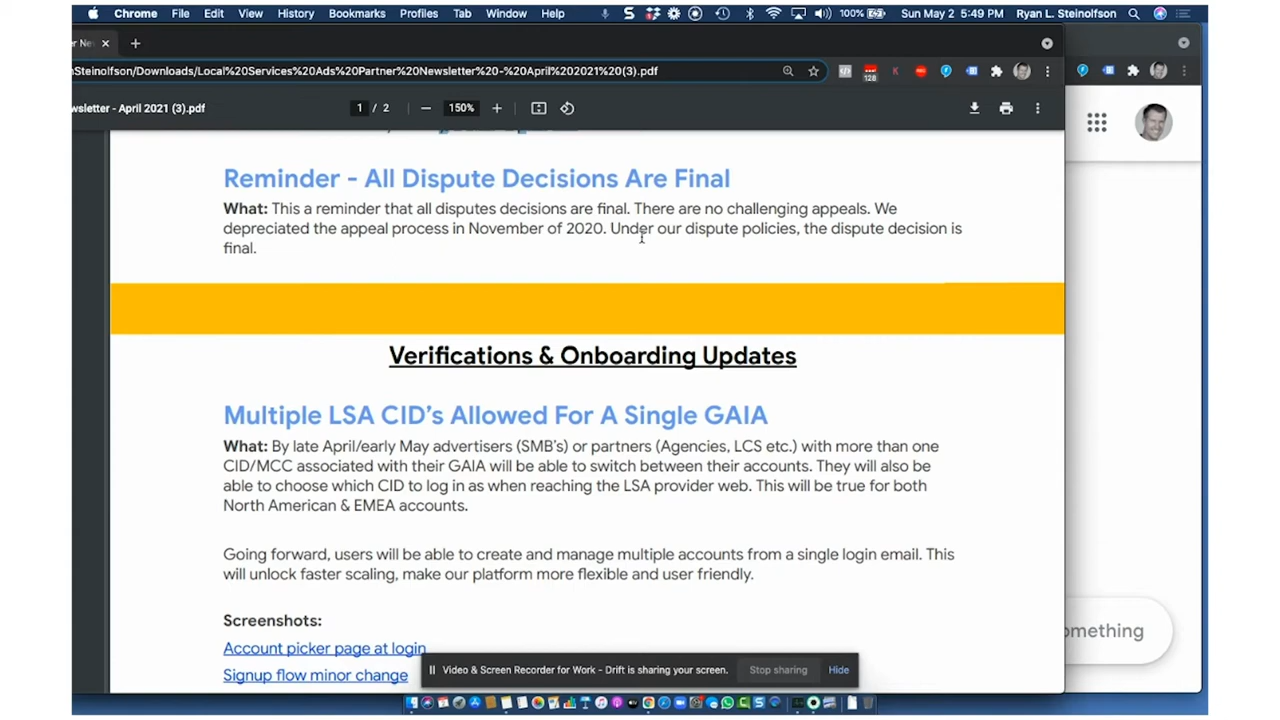 Chrome File Edit View History Bookmarks Profiles Tab Window Help 100% Sun May 2 5:49 PM Ryan L. Steinolfson
r Ne
nSteinolfson/Downloads/Local%20Services%20Ads%20Partner%20Newsletter%20-%20April%202021%20(3).pdf
128
wsletter - April 2021 (3).pdf 1 / 2 150%
Reminder - All Dispute Decisions Are Final
What: This a reminder that all disputes decisions are final. There are no challenging appeals. We
depreciated the appeal process in November of 2020. Under our dispute policies, the dispute decision is
final.
Verifications & Onboarding Updates
Multiple LSA CID’s Allowed For A Single GAIA
What: By late April/early May advertisers (SMB’s) or partners (Agencies, LCS etc.) with more than one
CID/MCC associated with their GAIA will be able to switch between their accounts. They will also be
able to choose which CID to log in as when reaching the LSA provider web. This will be true for both
North American & EMEA accounts.
Going forward, users will be able to create and manage multiple accounts from a single login email. This
will unlock faster scaling, make our platform more flexible and user friendly.
omething
Screenshots:
Account picker page at login
Signup flow minor change
Video & Screen Recorder for Work - Drift is sharing your screen. Stop sharing Hide